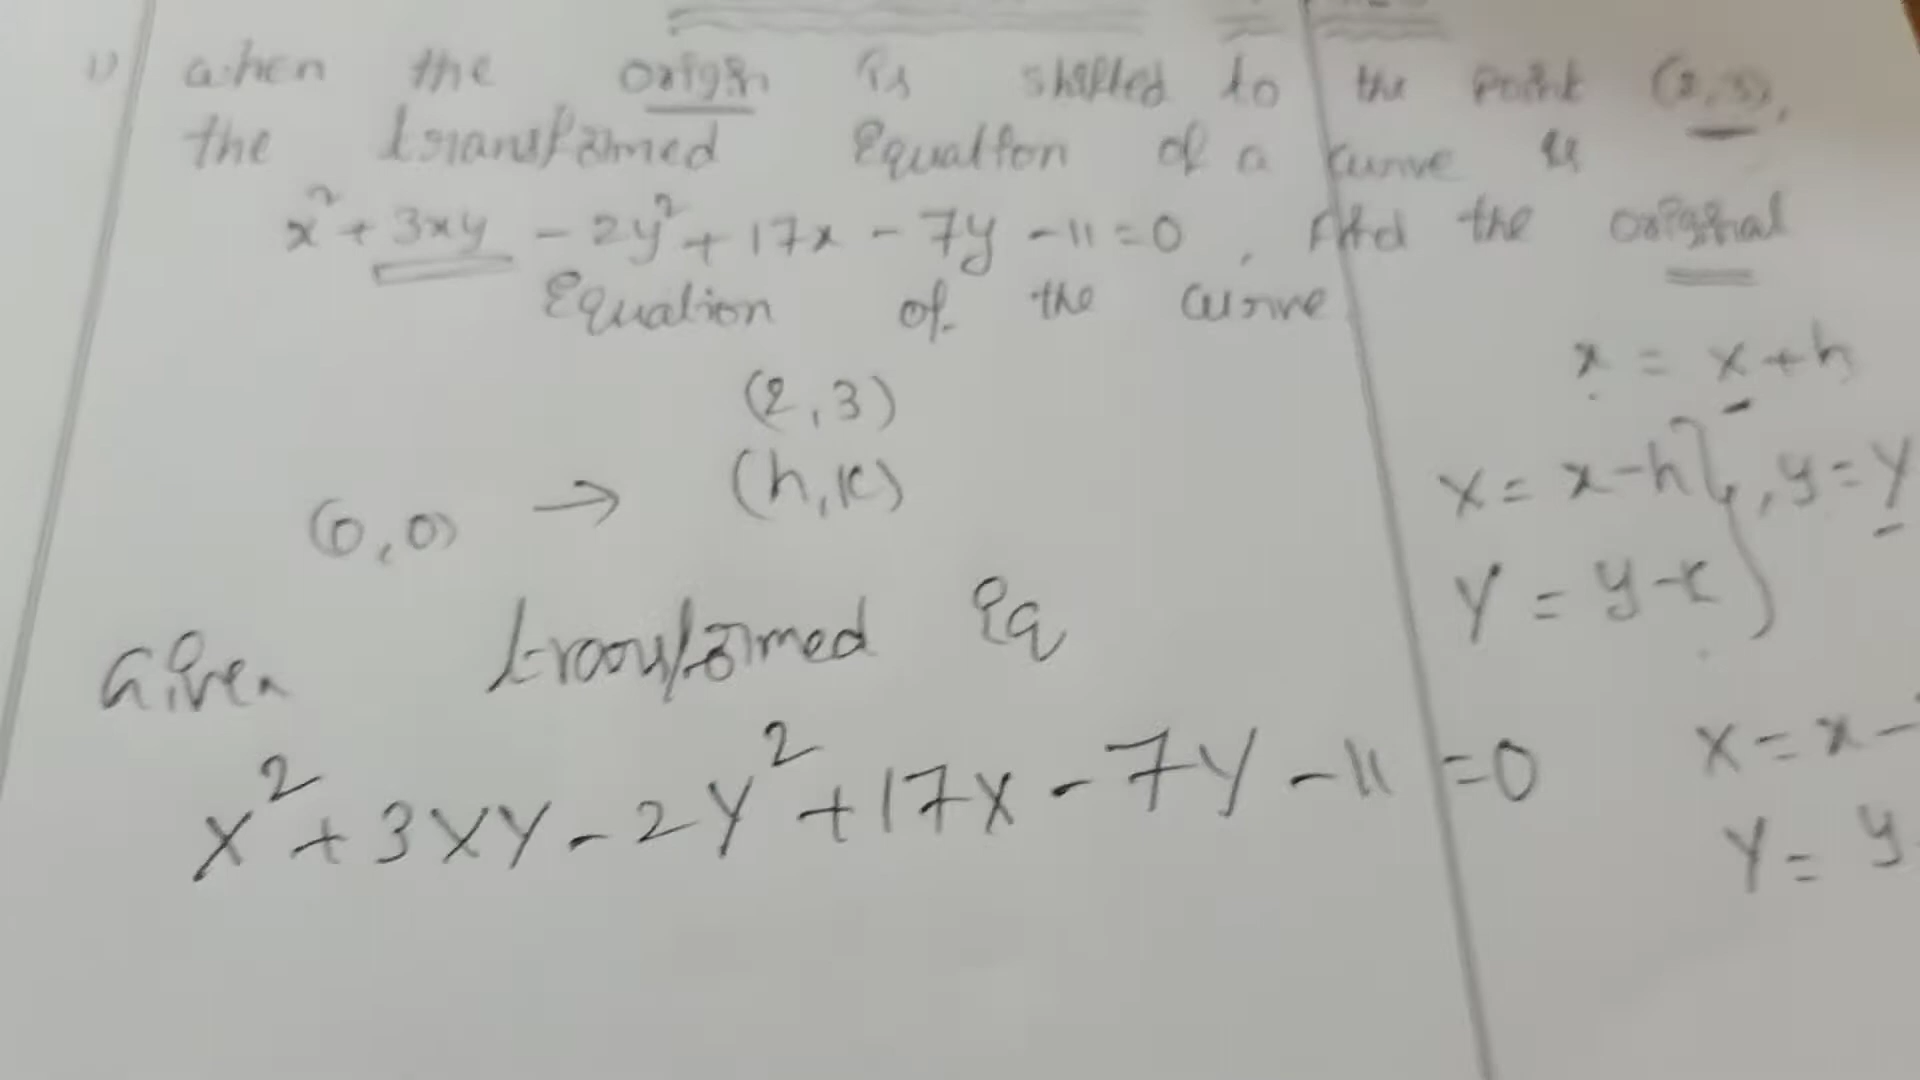 1) when the origin is shifted to the point (2,3),
the transformed Equation of a curve is
x² + 3xy - 2y² + 17x - 7y - 11 = 0, find the original
Equation of the curve
(2,3)
(0,0) → (h,k)
x = X + h
X = x - h}, y = Y
Y = y - k
Given transformed Eq
X² + 3XY - 2Y² + 17X - 7Y - 11 = 0
X = x -
Y = y